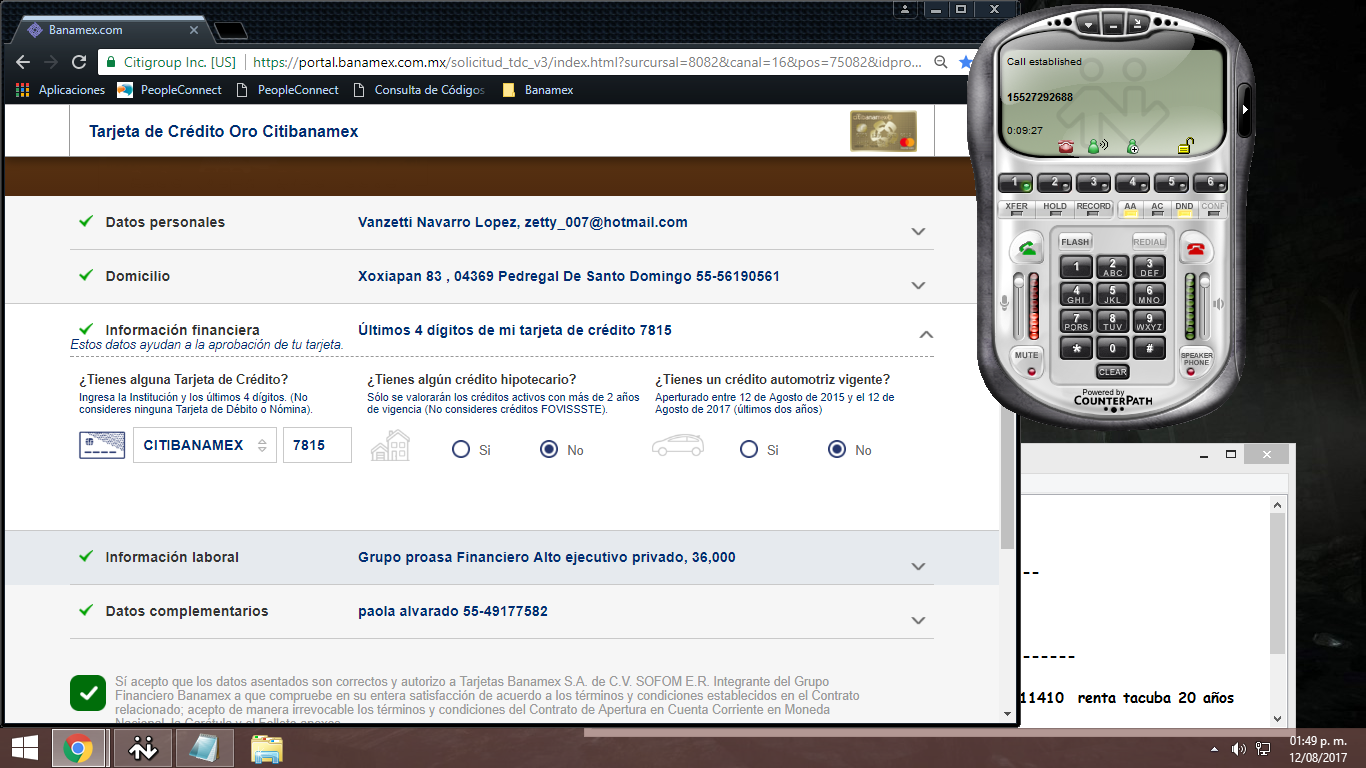 Banamex.com
Citigroup Inc. [US]
https://portal.banamex.com.mx/solicitud_tdc_v3/index.html?sursursal=8082&canal=16&pos=75082&idpro...
Aplicaciones
PeopleConnect
PeopleConnect
Consulta de Códigos
Banamex
Tarjeta de Crédito Oro Citibanamex
Datos personales
Vanzetti Navarro Lopez, zetty_007@hotmail.com
Domicilio
Xoxiapan 83 , 04369 Pedregal De Santo Domingo 55-56190561
Información financiera
Últimos 4 dígitos de mi tarjeta de crédito 7815
Estos datos ayudan a la aprobación de tu tarjeta.
¿Tienes alguna Tarjeta de Crédito?
Ingresa la Institución y los últimos 4 dígitos. (No
consideres ninguna Tarjeta de Débito o Nómina).
CITIBANAMEX
7815
¿Tienes algún crédito hipotecario?
Sólo se valorarán los créditos activos con más de 2 años
de vigencia (No consideres créditos FOVISSSTE).
Si
No
¿Tienes un crédito automotriz vigente?
Aperturado entre 12 de Agosto de 2015 y el 12 de
Agosto de 2017 (últimos dos años)
Si
No
Información laboral
Grupo proasa Financiero Alto ejecutivo privado, 36,000
Datos complementarios
paola alvarado 55-49177582
Sí acepto que los datos asentados son correctos y autorizo a Tarjetas Banamex S.A. de C.V. SOFOM E.R. Integrante del Grupo
Financiero Banamex a que compruebe en su entera satisfacción de acuerdo a los términos y condiciones establecidos en el Contrato
relacionado; acepto de manera irrevocable los términos y condiciones del Contrato de Apertura en Cuenta Corriente en Moneda
Call established
15527292688
0:09:27
1 2 3 4 5 6
XFER HOLD RECORD AA AC DND CONF
FLASH REDIAL
1 2 ABC 3 DEF
4 GHI 5 JKL 6 MNO
7 PQRS 8 TUV 9 WXYZ
* 0 #
MUTE
CLEAR
SPEAKER
PHONE
Powered by
COUNTERPATH
--
------
11410 renta tacuba 20 años
01:49 p. m.
12/08/2017